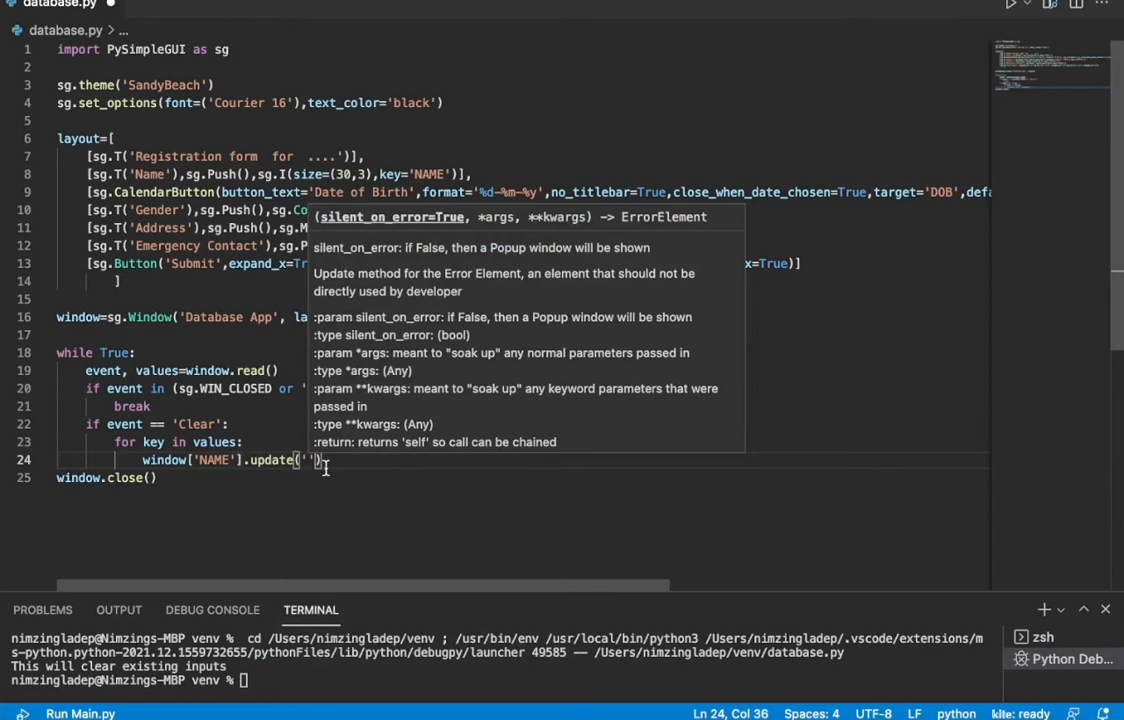 database.py
database.py > ...
1 import PySimpleGUI as sg
2
3 sg.theme('SandyBeach')
4 sg.set_options(font=('Courier 16'),text_color='black')
5
6 layout=[
7 [sg.T('Registration form  for ....')],
8 [sg.T('Name'),sg.Push(),sg.I(size=(30,3),key='NAME')],
9 [sg.CalendarButton(button_text='Date of Birth',format='%d-%m-%y',no_titlebar=True,close_when_date_chosen=True,target='DOB',defa
10 [sg.T('Gender'),sg.Push(),sg.Co
11 [sg.T('Address'),sg.Push(),sg.M
12 [sg.T('Emergency Contact'),sg.P
13 [sg.Button('Submit',expand_x=Tr x=True)]
14 ]
15
16 window=sg.Window('Database App', la
17
18 while True:
19 event, values=window.read()
20 if event in (sg.WIN_CLOSED or '
21 break
22 if event == 'Clear':
23 for key in values:
24 window['NAME'].update('')
25 window.close()
(silent_on_error=True, *args, **kwargs) -> ErrorElement
silent_on_error: if False, then a Popup window will be shown
Update method for the Error Element, an element that should not be
directly used by developer
:param silent_on_error: if False, then a Popup window will be shown
:type silent_on_error: (bool)
:param *args: meant to "soak up" any normal parameters passed in
:type *args: (Any)
:param **kwargs: meant to "soak up" any keyword parameters that were
passed in
:type **kwargs: (Any)
:return: returns 'self' so call can be chained
PROBLEMS OUTPUT DEBUG CONSOLE TERMINAL
nimzingladep@Nimzings-MBP venv %  cd /Users/nimzingladep/venv ; /usr/bin/env /usr/local/bin/python3 /Users/nimzingladep/.vscode/extensions/m
s-python.python-2021.12.1559732655/pythonFiles/lib/python/debugpy/launcher 49585 -- /Users/nimzingladep/venv/database.py
This will clear existing inputs
nimzingladep@Nimzings-MBP venv %
zsh
Python Deb...
Run Main.py Ln 24, Col 36 Spaces: 4 UTF-8 LF python kite: ready